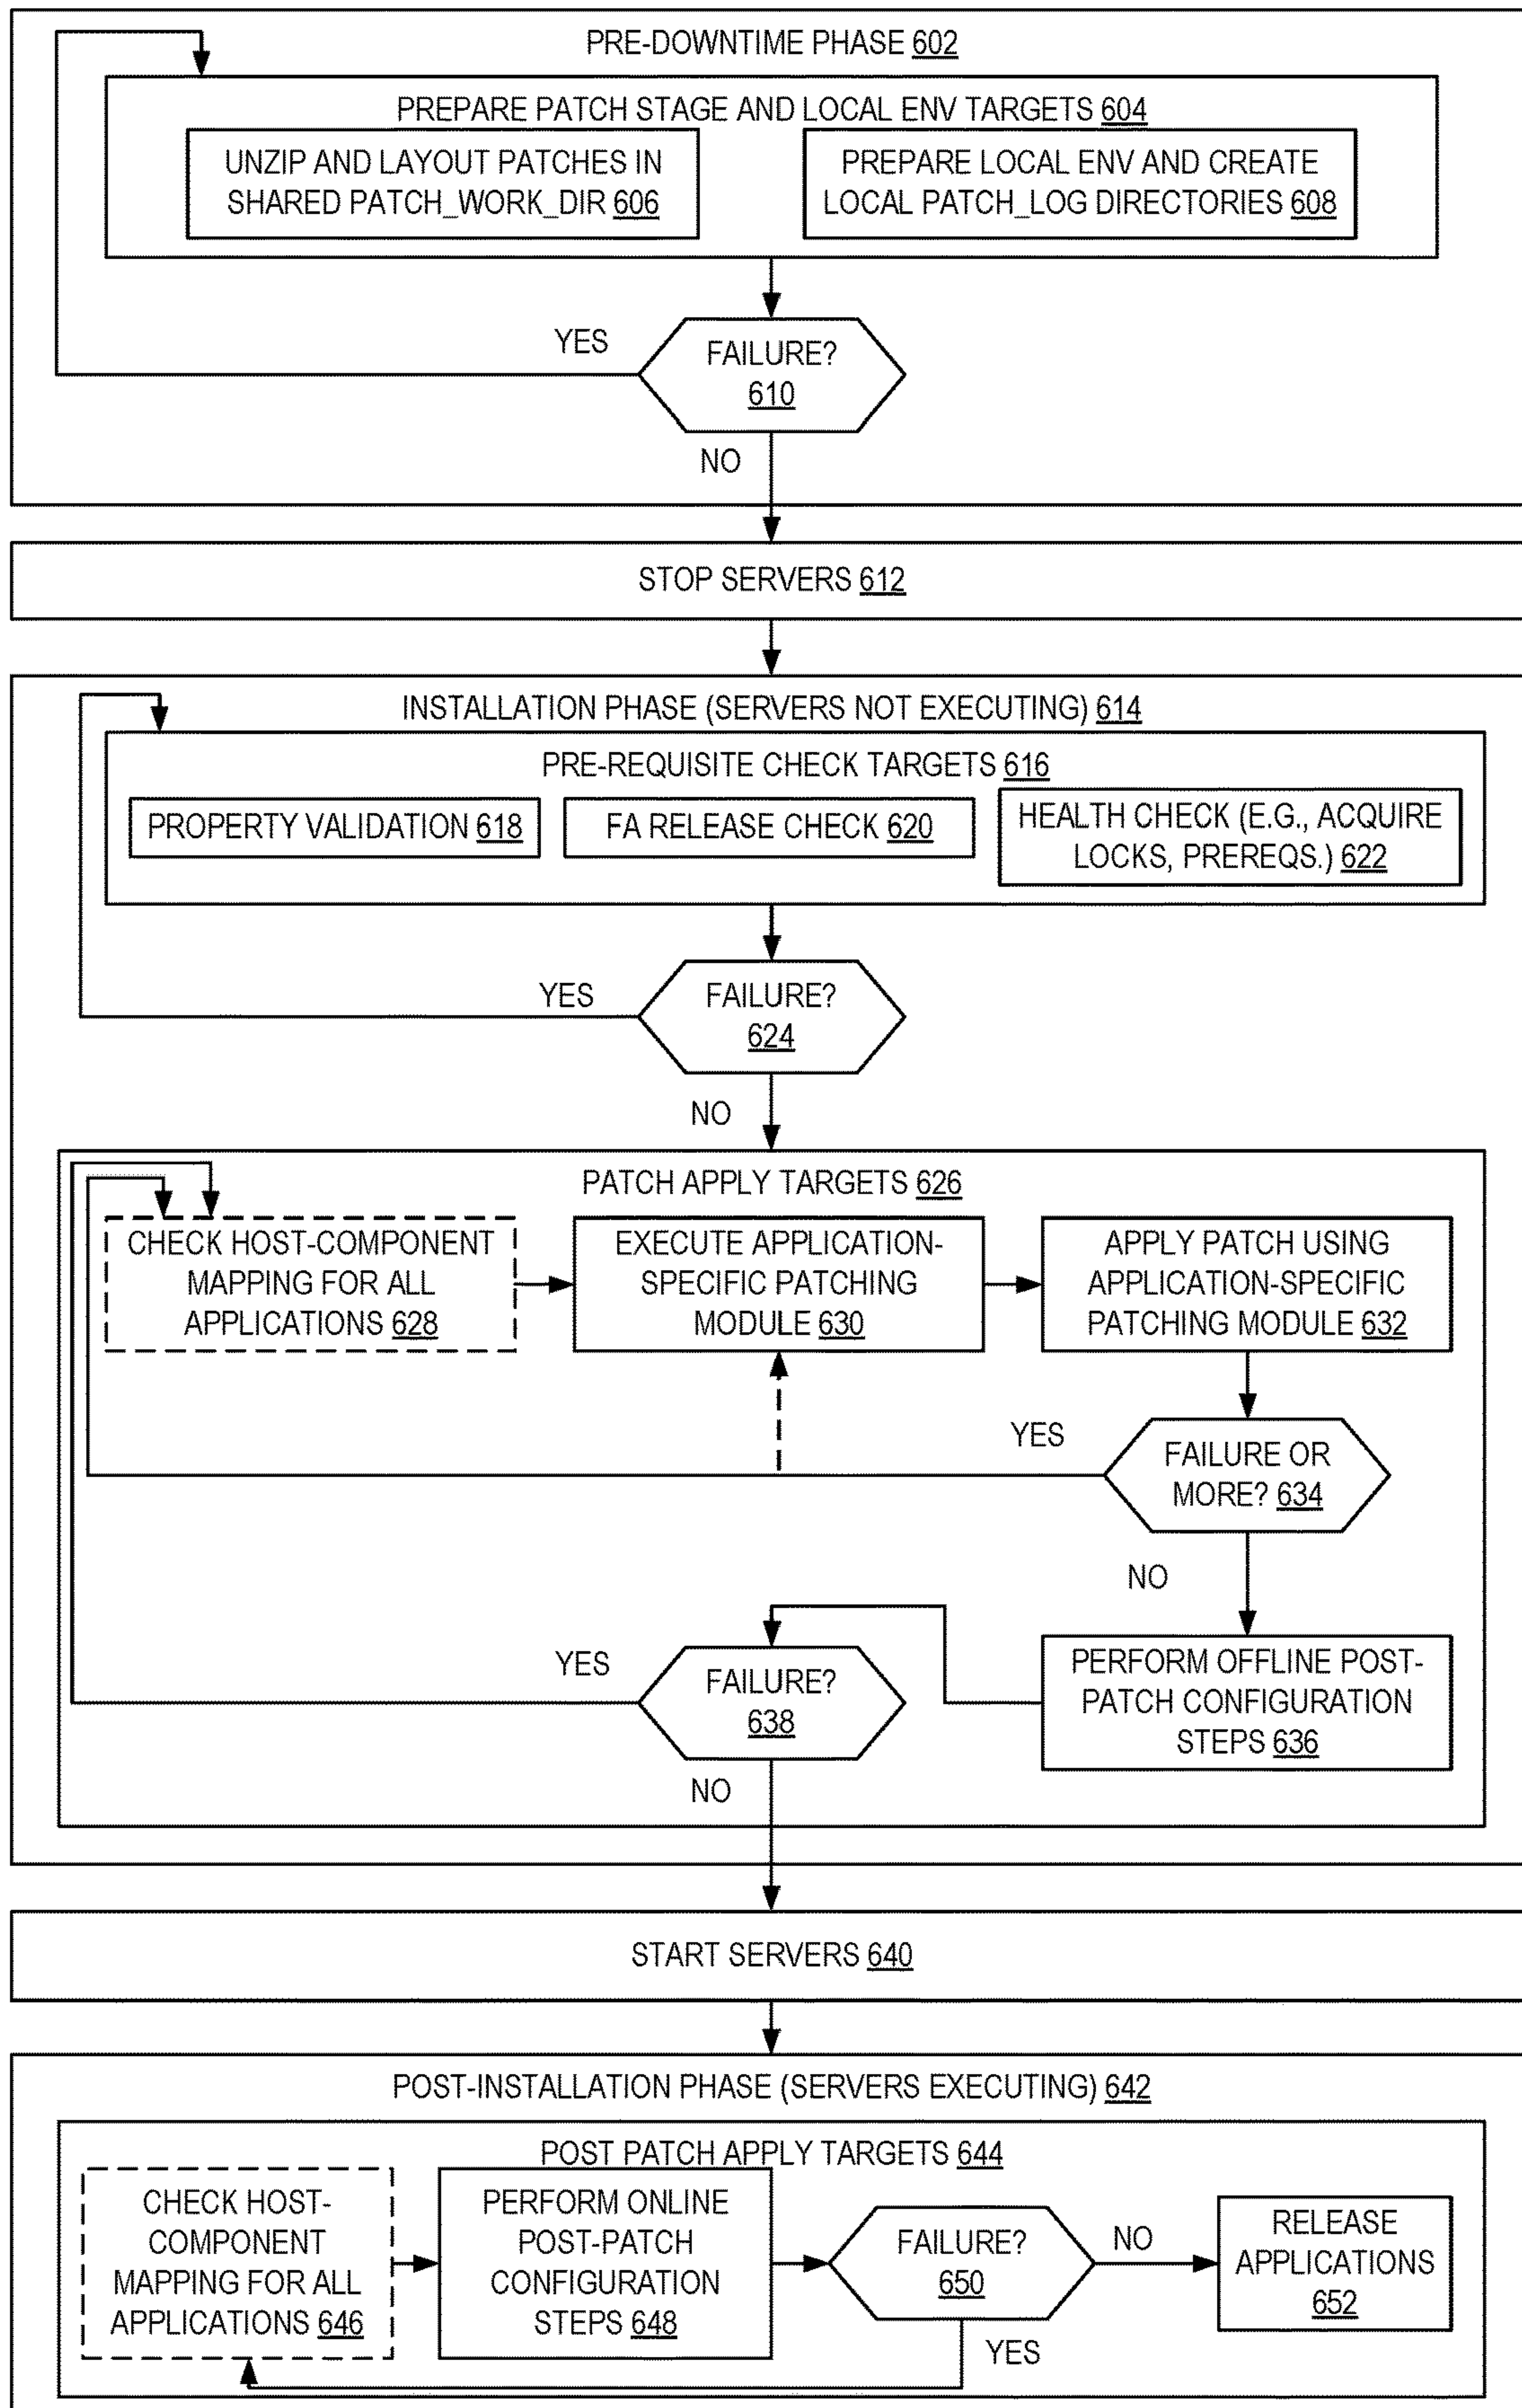 PRE-DOWNTIME PHASE 602
PREPARE PATCH STAGE AND LOCAL ENV TARGETS 604
UNZIP AND LAYOUT PATCHES IN
SHARED PATCH_WORK_DIR 606
PREPARE LOCAL ENV AND CREATE
LOCAL PATCH_LOG DIRECTORIES 608
YES
FAILURE?
610
NO
STOP SERVERS 612
INSTALLATION PHASE (SERVERS NOT EXECUTING) 614
PRE-REQUISITE CHECK TARGETS 616
PROPERTY VALIDATION 618
FA RELEASE CHECK 620
HEALTH CHECK (E.G., ACQUIRE
LOCKS, PREREQS.) 622
YES
FAILURE?
624
NO
PATCH APPLY TARGETS 626
CHECK HOST-COMPONENT
MAPPING FOR ALL
APPLICATIONS 628
EXECUTE APPLICATION-
SPECIFIC PATCHING
MODULE 630
APPLY PATCH USING
APPLICATION-SPECIFIC
PATCHING MODULE 632
YES
FAILURE OR
MORE? 634
NO
PERFORM OFFLINE POST-
PATCH CONFIGURATION
STEPS 636
YES
FAILURE?
638
NO
START SERVERS 640
POST-INSTALLATION PHASE (SERVERS EXECUTING) 642
POST PATCH APPLY TARGETS 644
CHECK HOST-
COMPONENT
MAPPING FOR ALL
APPLICATIONS 646
PERFORM ONLINE
POST-PATCH
CONFIGURATION
STEPS 648
FAILURE?
650
NO
YES
RELEASE
APPLICATIONS
652